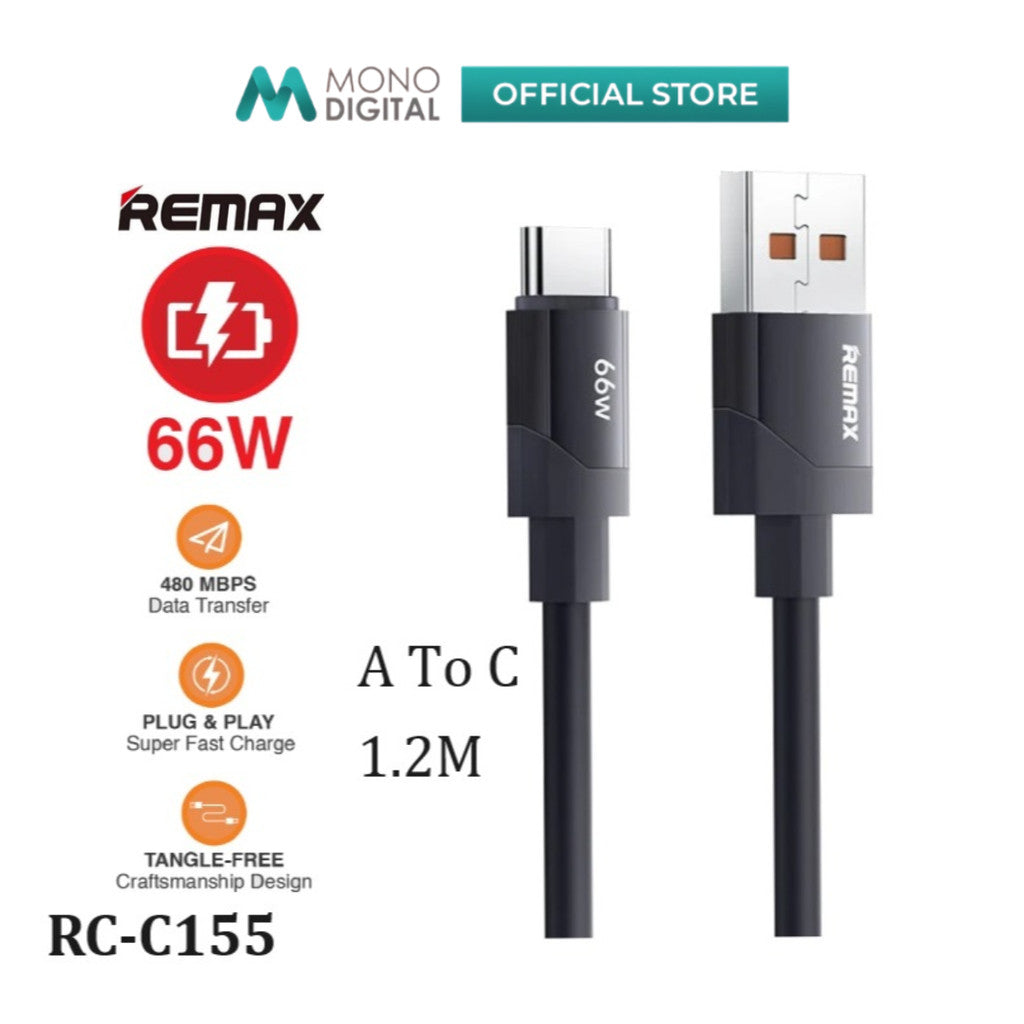 MONO
DIGITAL
OFFICIAL STORE
REMAX
66W
480 MBPS
Data Transfer
PLUG & PLAY
Super Fast Charge
TANGLE-FREE
Craftsmanship Design
RC-C155
A To C
1.2M
66W
REMAX